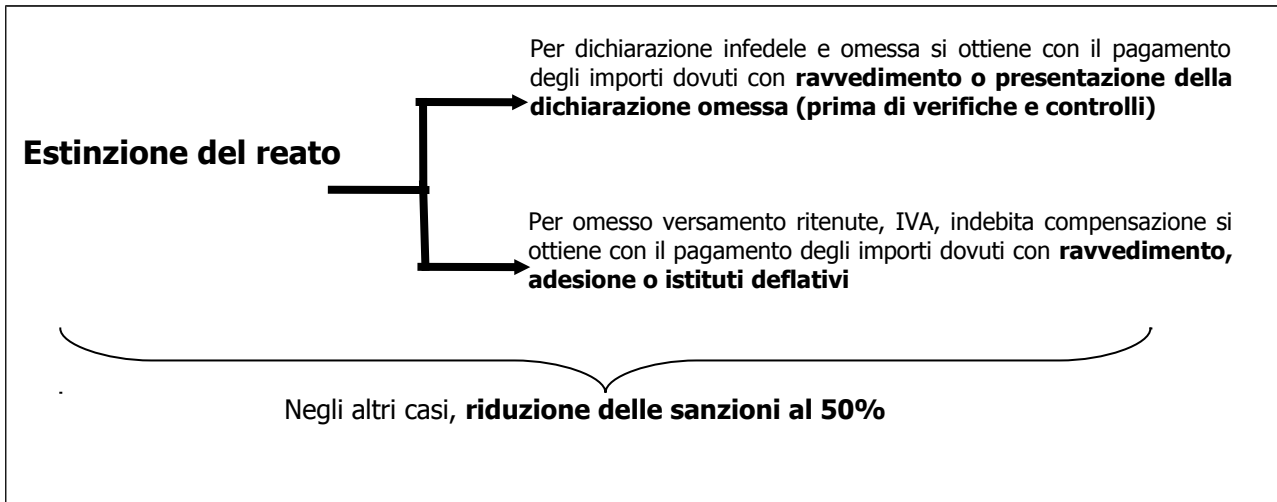 Per dichiarazione infedele e omessa si ottiene con il pagamento
degli importi dovuti con ravvedimento o presentazione della
dichiarazione omessa (prima di verifiche e controlli)
Estinzione del reato
Per omesso versamento ritenute, IVA, indebita compensazione si
ottiene con il pagamento degli importi dovuti con ravvedimento,
adesione o istituti deflativi
.
Negli altri casi, riduzione delle sanzioni al 50%